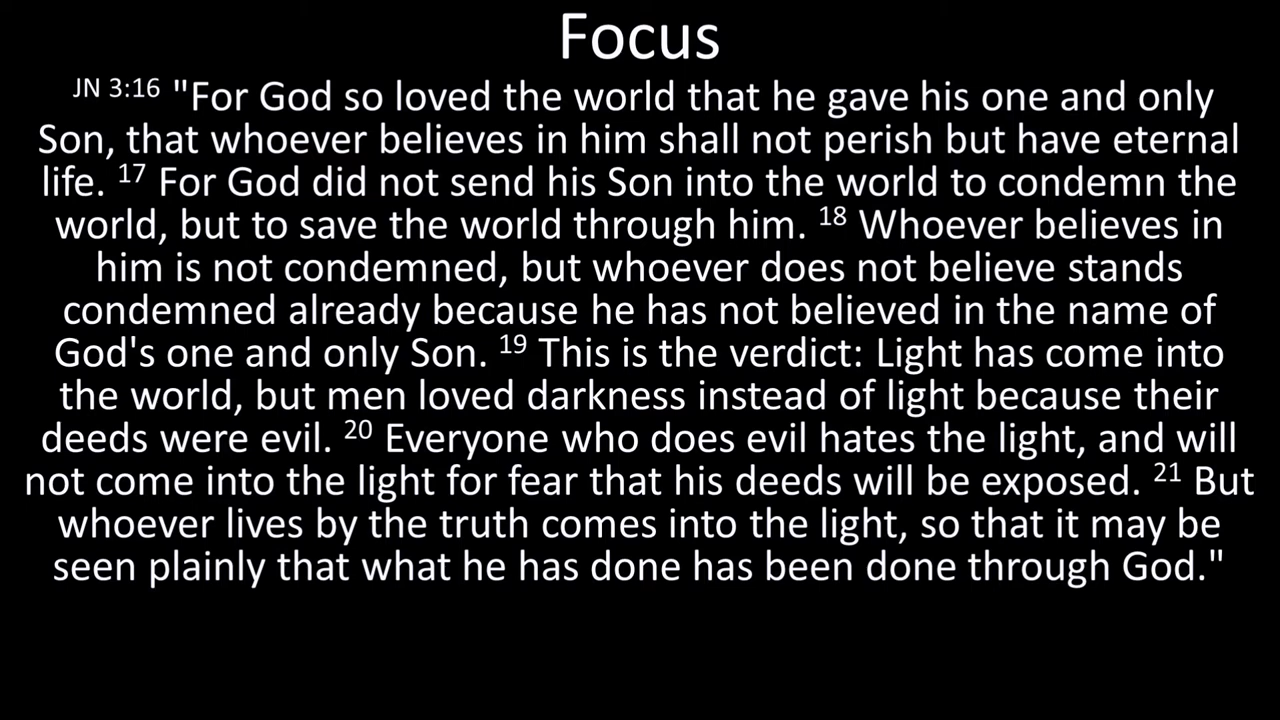 Focus
JN 3:16 "For God so loved the world that he gave his one and only
Son, that whoever believes in him shall not perish but have eternal
life. 17 For God did not send his Son into the world to condemn the
world, but to save the world through him. 18 Whoever believes in
him is not condemned, but whoever does not believe stands
condemned already because he has not believed in the name of
God's one and only Son. 19 This is the verdict: Light has come into
the world, but men loved darkness instead of light because their
deeds were evil. 20 Everyone who does evil hates the light, and will
not come into the light for fear that his deeds will be exposed. 21 But
whoever lives by the truth comes into the light, so that it may be
seen plainly that what he has done has been done through God."